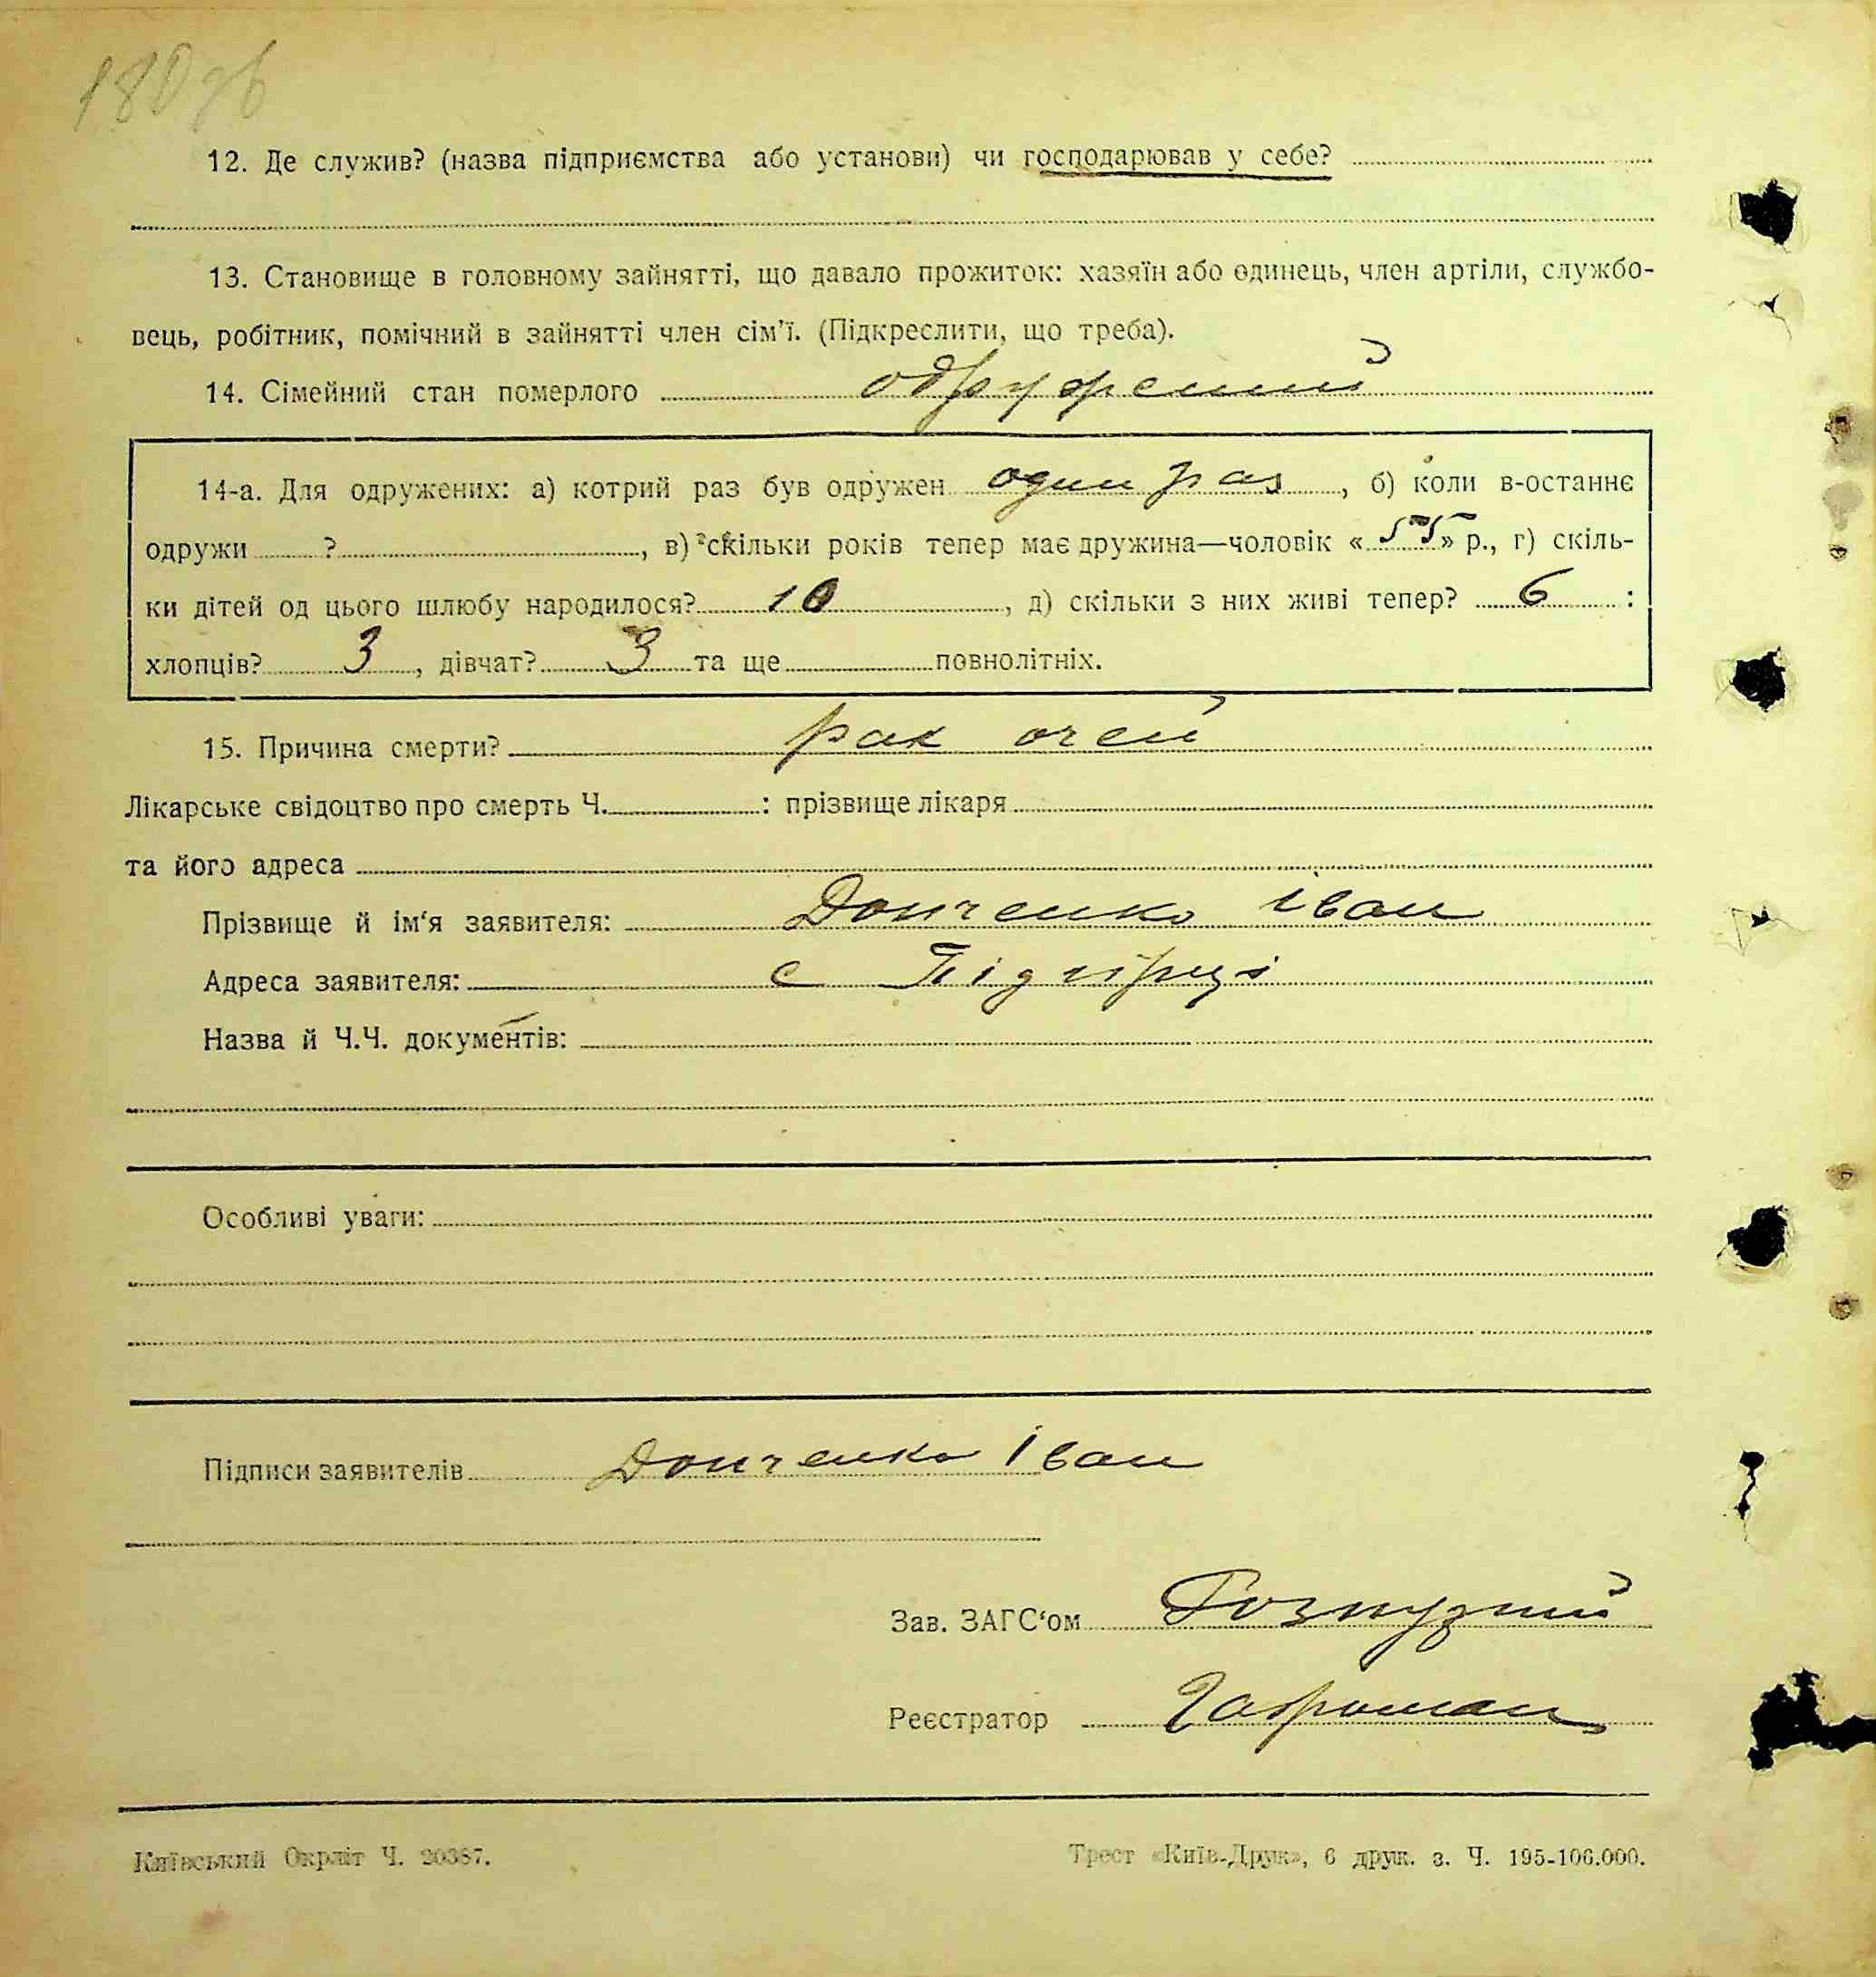 180 зв
12. Де служив? (назва підприємства або установи) чи господарював у себе?
13. Становище в головному зайнятті, що давало прожиток: хазяїн або одинець, член артіли, службо-
вець, робітник, помічний в зайнятті член сім'ї. (Підкреслити, що треба).
14. Сімейний стан померлого одружений
14-а. Для одружених: а) котрий раз був одружен один раз, б) коли в-останнє
одружи ?, в) скільки років тепер має дружина—чоловік «55» р., г) скіль-
ки дітей од цього шлюбу народилося? 10, д) скільки з них живі тепер? 6 :
хлопців? 3, дівчат? 3 та ще повнолітніх.
15. Причина смерти? рак очей
Лікарське свідоцтво про смерть Ч. : прізвище лікаря
та його адреса
Прізвище й ім'я заявителя: Донченко Іван
Адреса заявителя: с Підгірці
Назва й Ч.Ч. документів:
Особливі уваги:
Підписи заявителів Донченко Іван
Зав. ЗАГС'ом
Реєстратор
Київський Окрліт Ч. 20387.
Трест «Київ-Друк», 6 друк. з. Ч. 195-106.000.